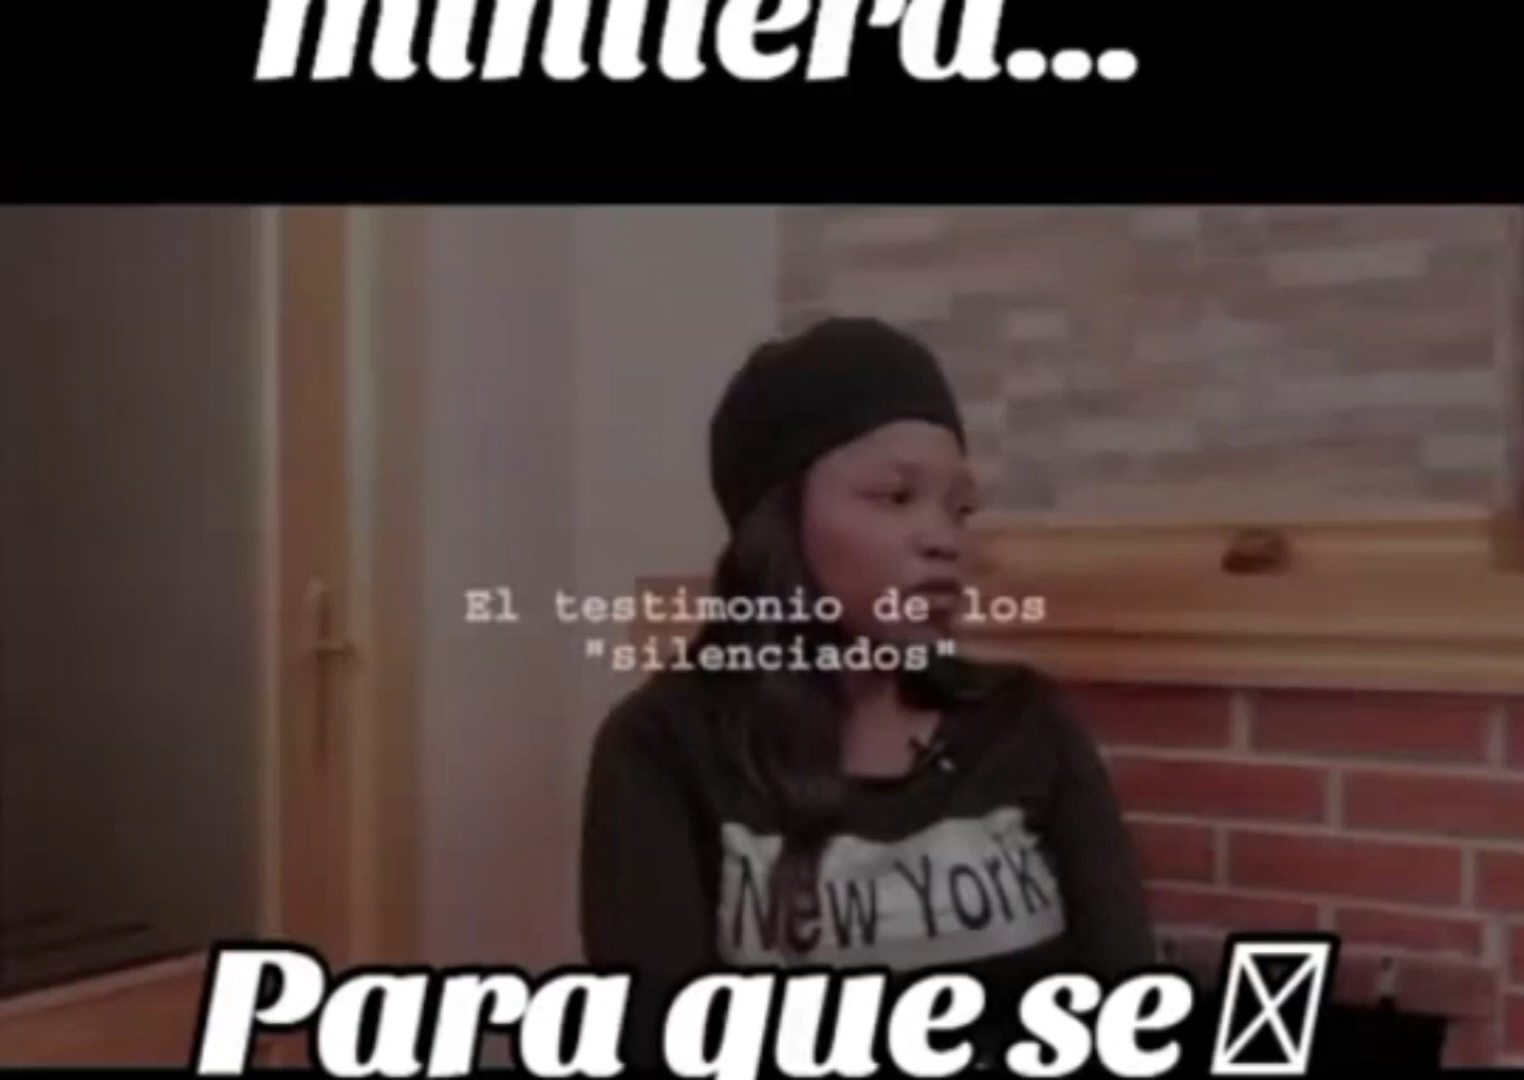 El testimonio de los
"silenciados"
New York
Para que se